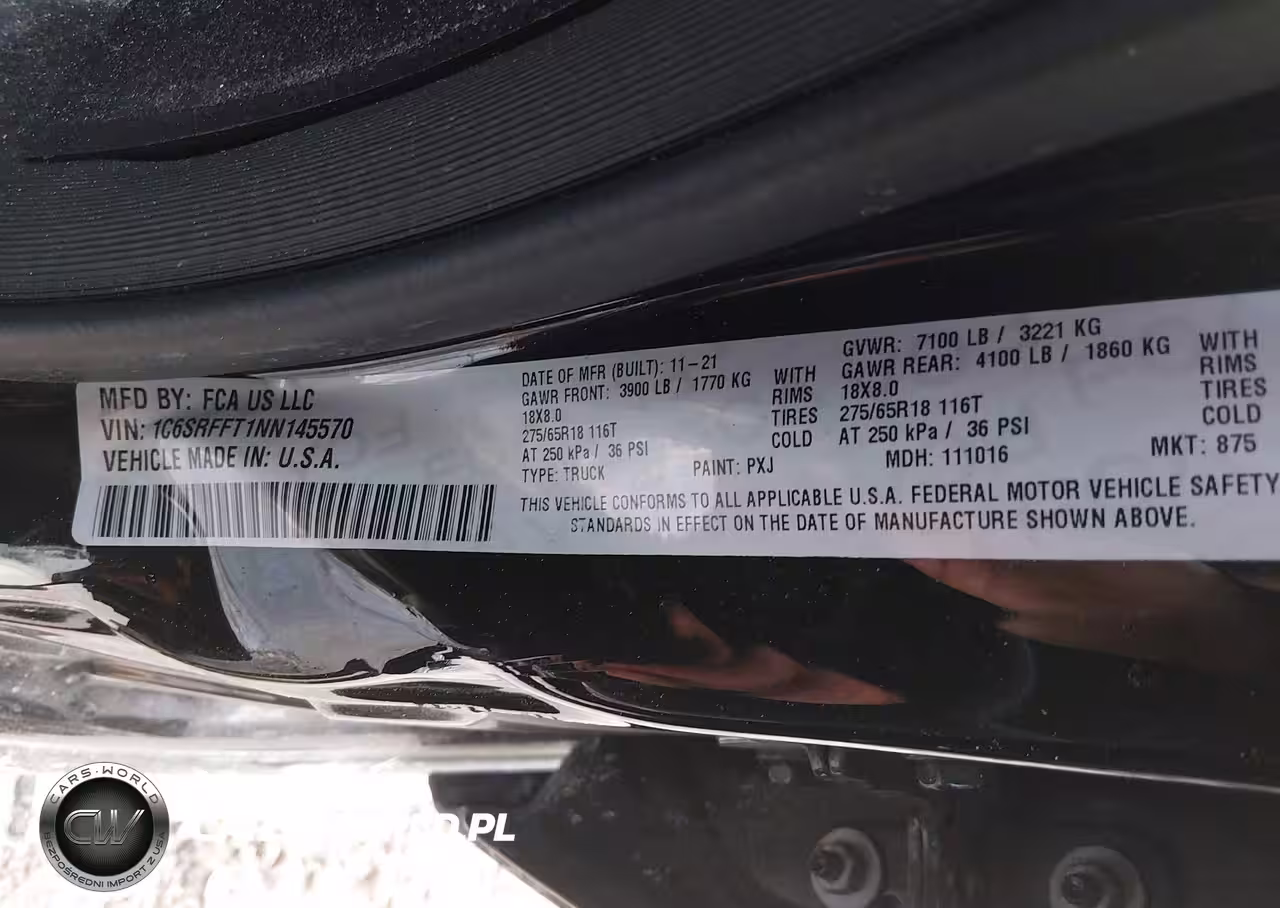 MFD BY: FCA US LLC
VIN: 1C6SRFFT1NN145570
VEHICLE MADE IN: U.S.A.
DATE OF MFR (BUILT): 11-21
GAWR FRONT: 3900 LB / 1770 KG WITH
18X8.0 RIMS
275/65R18 116T TIRES
AT 250 kPa / 36 PSI COLD
TYPE: TRUCK PAINT: PXJ
GVWR: 7100 LB / 3221 KG
GAWR REAR: 4100 LB / 1860 KG WITH
18X8.0 RIMS
275/65R18 116T TIRES
AT 250 kPa / 36 PSI COLD
MDH: 111016 MKT: 875
THIS VEHICLE CONFORMS TO ALL APPLICABLE U.S.A. FEDERAL MOTOR VEHICLE SAFETY
STANDARDS IN EFFECT ON THE DATE OF MANUFACTURE SHOWN ABOVE.
CARS-WORLD
CW
BEZPOŚREDNI IMPORT Z USA
.PL